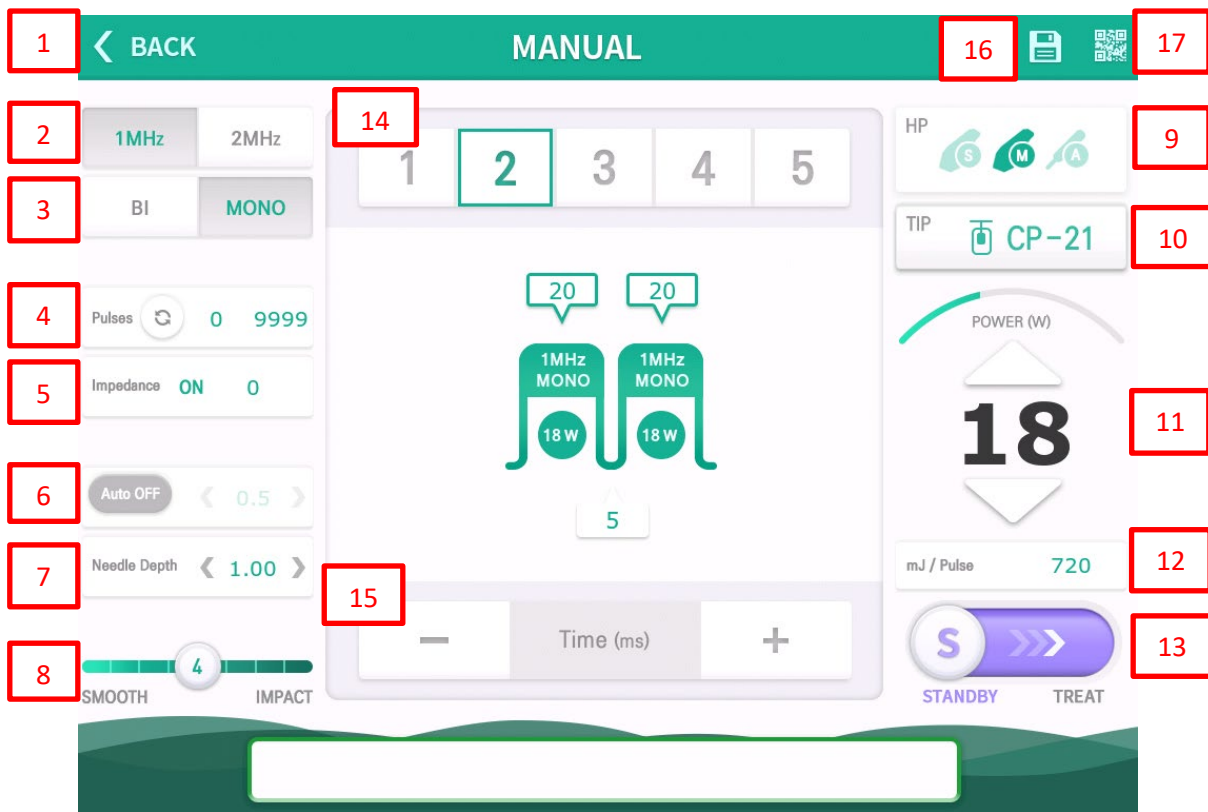 1
BACK
MANUAL
16
17
2
1MHz
2MHz
3
BI
MONO
4
Pulses
0
9999
5
Impedance
ON
0
6
Auto OFF
0.5
7
Needle Depth
1.00
8
4
SMOOTH
IMPACT
14
1
2
3
4
5
20
20
1MHz
MONO
1MHz
MONO
18 W
18 W
5
15
Time (ms)
HP
S
M
A
9
TIP
CP-21
10
POWER (W)
18
11
mJ / Pulse
720
12
S
13
STANDBY
TREAT